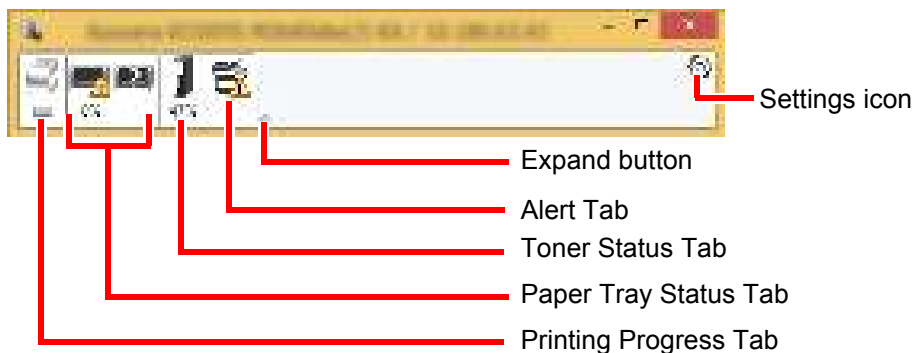 Settings icon
Expand button
Alert Tab
Toner Status Tab
Paper Tray Status Tab
Printing Progress Tab